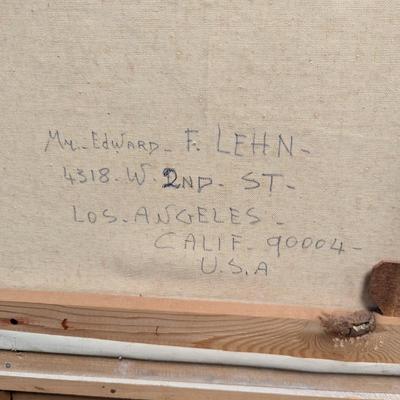 Mr. EdWARD. F. LEHN-
4318. W. 2ND. ST-
LOS. ANGELES-
CALIF. 90004-
U.S.A